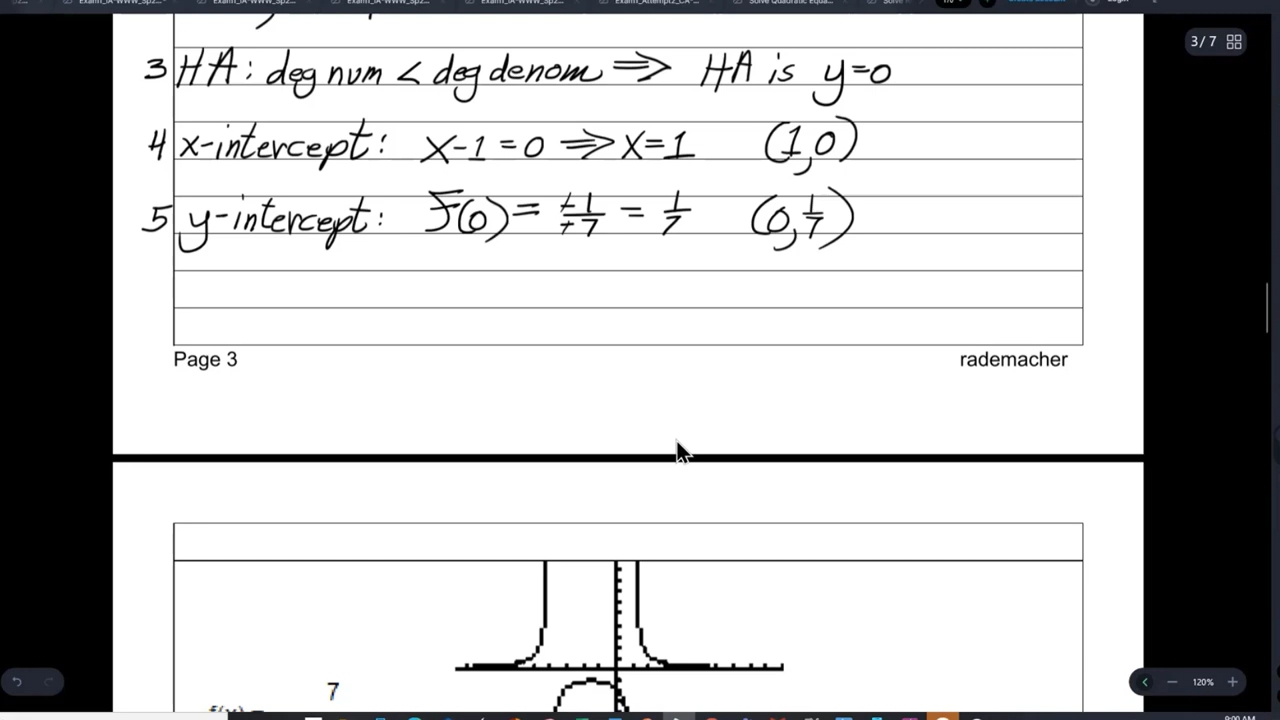 3/7
3 HA: deg num < deg denom ⟹ HA is y=0
4 x-intercept: x-1=0 ⟹ x=1 (1,0)
5 y-intercept: f(0) = -1/-7 = 1/7 (0, 1/7)
Page 3
rademacher
7
120%